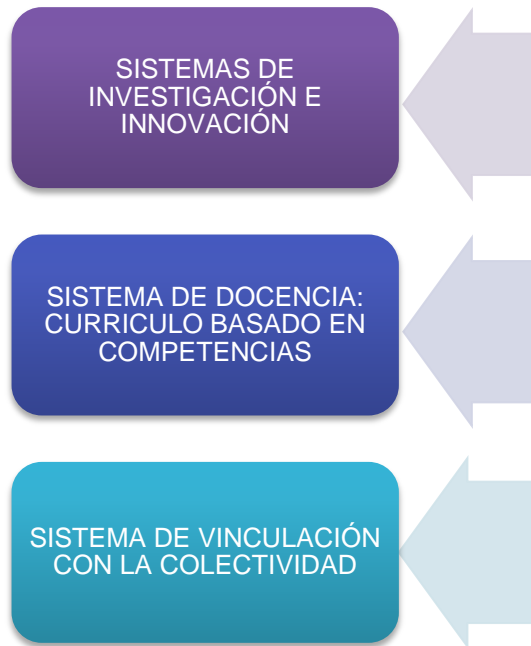 SISTEMAS DE
INVESTIGACIÓN E
INNOVACIÓN
SISTEMA DE DOCENCIA:
CURRICULO BASADO EN
COMPETENCIAS
SISTEMA DE VINCULACIÓN
CON LA COLECTIVIDAD